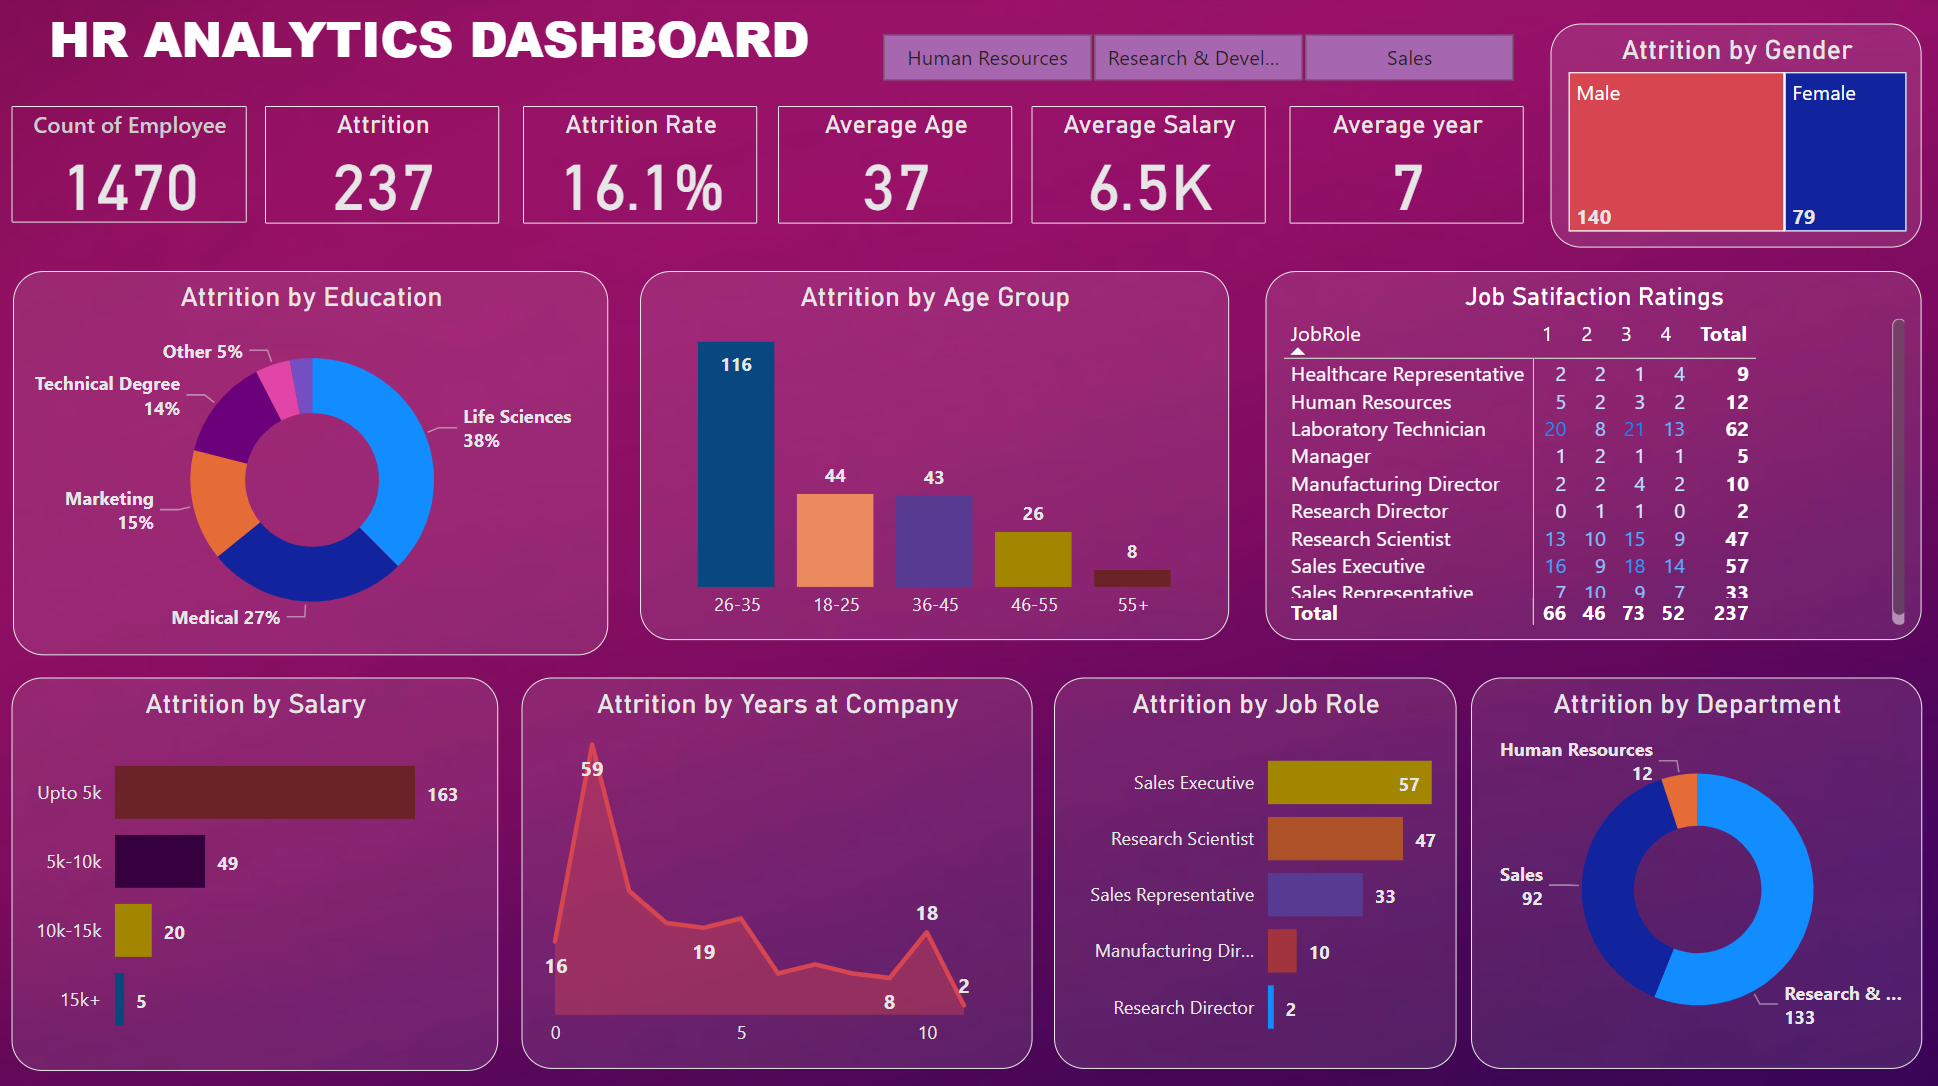 HR ANALYTICS DASHBOARD
Human Resources
Research & Devel...
Sales
Attrition by Gender
Male
Female
140
79
Count of Employee
1470
Attrition
237
Attrition Rate
16.1%
Average Age
37
Average Salary
6.5K
Average year
7
Attrition by Education
Other 5%
Technical Degree
14%
Life Sciences
38%
Marketing
15%
Medical 27%
Attrition by Age Group
116
44
43
26
8
26-35
18-25
36-45
46-55
55+
Job Satifaction Ratings
JobRole 1 2 3 4 Total
Healthcare Representative 2 2 1 4 9
Human Resources 5 2 3 2 12
Laboratory Technician 20 8 21 13 62
Manager 1 2 1 1 5
Manufacturing Director 2 2 4 2 10
Research Director 0 1 1 0 2
Research Scientist 13 10 15 9 47
Sales Executive 16 9 18 14 57
Sales Representative 7 10 9 7 33
Total 66 46 73 52 237
Attrition by Salary
Upto 5k 163
5k-10k 49
10k-15k 20
15k+ 5
Attrition by Years at Company
59
16
19
18
8
2
0
5
10
Attrition by Job Role
Sales Executive 57
Research Scientist 47
Sales Representative 33
Manufacturing Dir... 10
Research Director 2
Attrition by Department
Human Resources
12
Sales
92
Research & ...
133